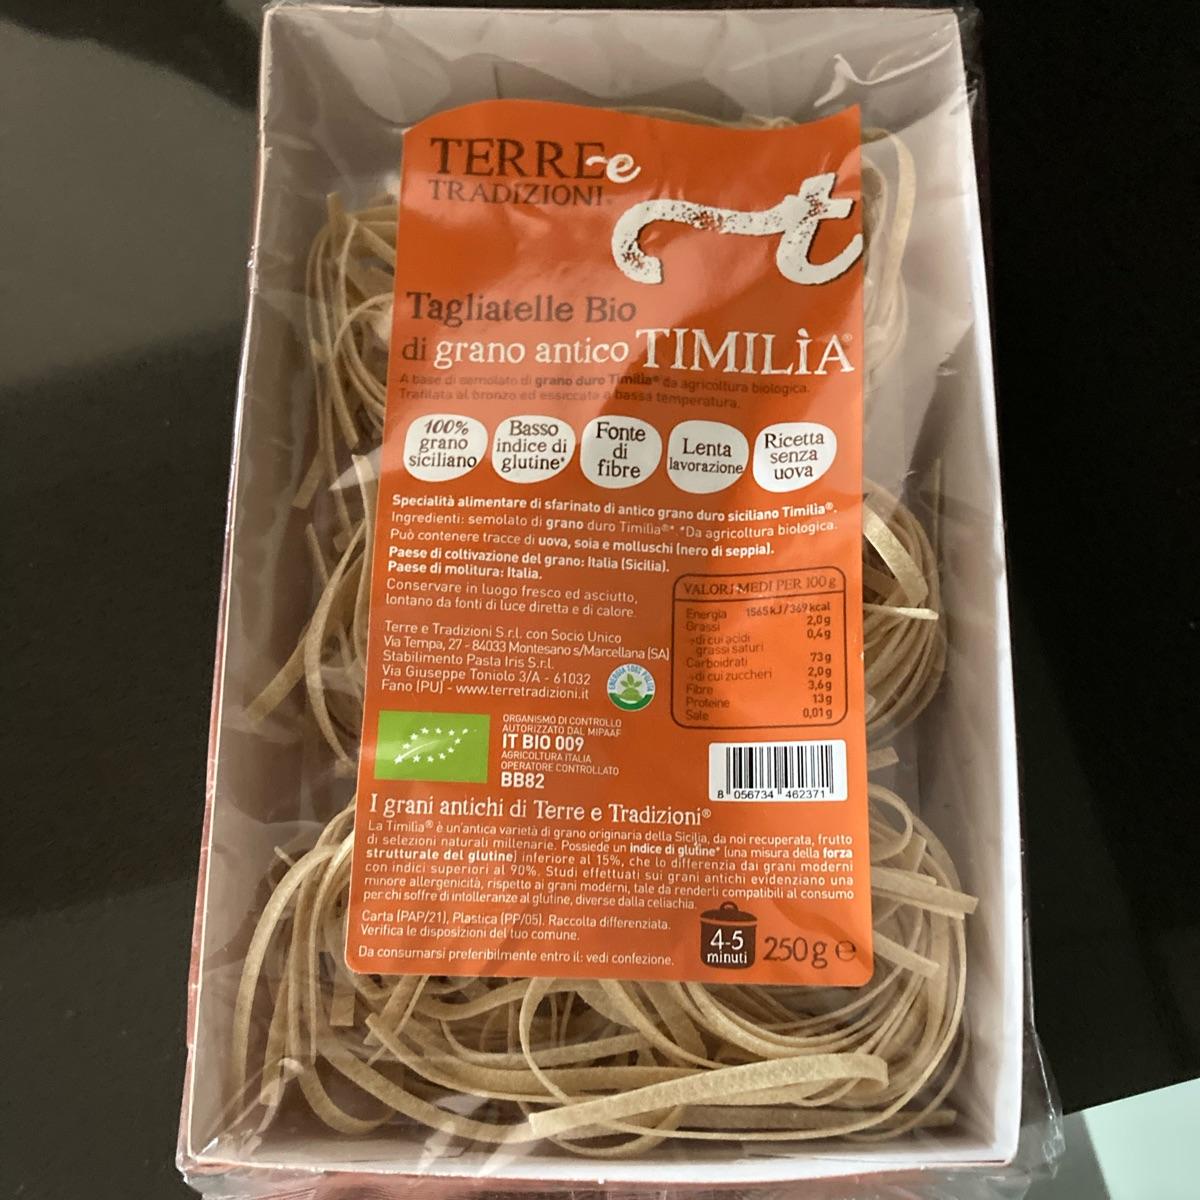 TERRE e
TRADIZIONI
Tagliatelle Bio
di grano antico TIMILÌA®
A base di semolato di grano duro Timilìa® da agricoltura biologica.
Trafilata al bronzo ed essiccata a bassa temperatura.
100%
grano
siciliano
Basso
indice di
glutine*
Fonte
di
fibre
Lenta
lavorazione
Ricetta
senza
uova
Specialità alimentare di sfarinato di antico grano duro siciliano Timilìa®.
Ingredienti: semolato di grano duro Timilìa®* *Da agricoltura biologica.
Può contenere tracce di uova, soia e molluschi (nero di seppia).
Paese di coltivazione del grano: Italia (Sicilia).
Paese di molitura: Italia.
Conservare in luogo fresco ed asciutto,
lontano da fonti di luce diretta e di calore.
Terre e Tradizioni S.r.l. con Socio Unico
Via Tempa, 27 - 84033 Montesano s/Marcellana (SA)
Stabilimento Pasta Iris S.r.l.
Via Giuseppe Toniolo 3/A - 61032
Fano (PU) - www.terretradizioni.it
ENERGIA 100% PULITA
VALORI MEDI PER 100 g
Energia 1565 kJ / 369 kcal
Grassi 2,0 g
di cui acidi
grassi saturi 0,4 g
Carboidrati 73 g
di cui zuccheri 2,0 g
Fibre 3,6 g
Proteine 13 g
Sale 0,01 g
ORGANISMO DI CONTROLLO
AUTORIZZATO DAL MIPAAF
IT BIO 009
AGRICOLTURA ITALIA
OPERATORE CONTROLLATO
BB82
8 056734 462371
I grani antichi di Terre e Tradizioni®
La Timilìa® è un'antica varietà di grano originaria della Sicilia, da noi recuperata, frutto
di selezioni naturali millenarie. Possiede un indice di glutine* (una misura della forza
strutturale del glutine) inferiore al 15%, che lo differenzia dai grani moderni
con indici superiori al 90%. Studi effettuati sui grani antichi evidenziano una
minore allergenicità, rispetto ai grani moderni, tale da renderli compatibili al consumo
per chi soffre di intolleranze al glutine, diverse dalla celiachia.
Carta (PAP/21), Plastica (PP/05). Raccolta differenziata.
Verifica le disposizioni del tuo comune.
Da consumarsi preferibilmente entro il: vedi confezione.
4-5
minuti
250 g e